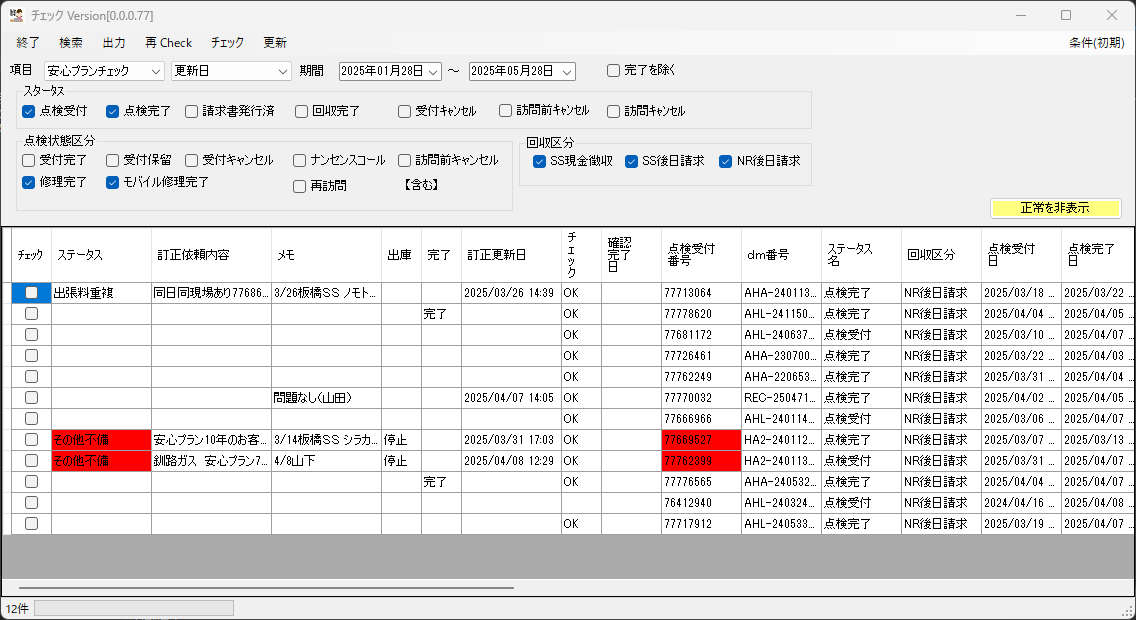 チェック Version[0.0.0.77]
終了 検索 出力 再 Check チェック 更新 条件(初期)
項目 安心プランチェック 更新日 期間 2025年01月28日 ～ 2025年05月28日 完了を除く
スタータス
点検受付 点検完了 請求書発行済 回収完了 受付キャンセル 訪問前キャンセル 訪問キャンセル
点検状態区分
受付完了 受付保留 受付キャンセル ナンセンスコール 訪問前キャンセル
修理完了 モバイル修理完了 再訪問 【含む】
回収区分
SS現金徴収 SS後日請求 NR後日請求
正常を非表示
チェック ステータス 訂正依頼内容 メモ 出庫 完了 訂正更新日 チェック 確認完了日 点検受付番号 dm番号 ステータス名 回収区分 点検受付日 点検完了日
出張料重複 同日同現場あり77686... 3/26板橋SS ノモト... 2025/03/26 14:39 OK 77713064 AHA-240113... 点検完了 NR後日請求 2025/03/18 ... 2025/03/22 ...
完了 OK 77778620 AHL-241150... 点検完了 NR後日請求 2025/04/04 ... 2025/04/05 ...
OK 77681172 AHL-240637... 点検受付 NR後日請求 2025/03/10 ... 2025/04/07 ...
OK 77726461 AHA-230700... 点検完了 NR後日請求 2025/03/22 ... 2025/04/03 ...
OK 77762249 AHA-220653... 点検完了 NR後日請求 2025/03/31 ... 2025/04/04 ...
問題なし(山田) 2025/04/07 14:05 OK 77770032 REC-250471... 点検完了 NR後日請求 2025/04/02 ... 2025/04/05 ...
OK 77666966 AHL-240114... 点検完了 NR後日請求 2025/03/06 ... 2025/04/07 ...
その他不備 安心プラン10年のお客... 3/14板橋SS シラカ... 停止 2025/03/31 17:03 OK 77669527 HA2-240112... 点検完了 NR後日請求 2025/03/07 ... 2025/03/13 ...
その他不備 釧路ガス 安心プラン7... 4/8山下 停止 2025/04/08 12:29 OK 77762399 HA2-240113... 点検受付 NR後日請求 2025/03/31 ... 2025/04/07 ...
完了 OK 77776565 AHA-240532... 点検完了 NR後日請求 2025/04/04 ... 2025/04/07 ...
76412940 AHL-240324... 点検受付 NR後日請求 2024/04/16 ... 2025/04/08 ...
OK 77717912 AHL-240533... 点検完了 NR後日請求 2025/03/19 ... 2025/04/07 ...
12件